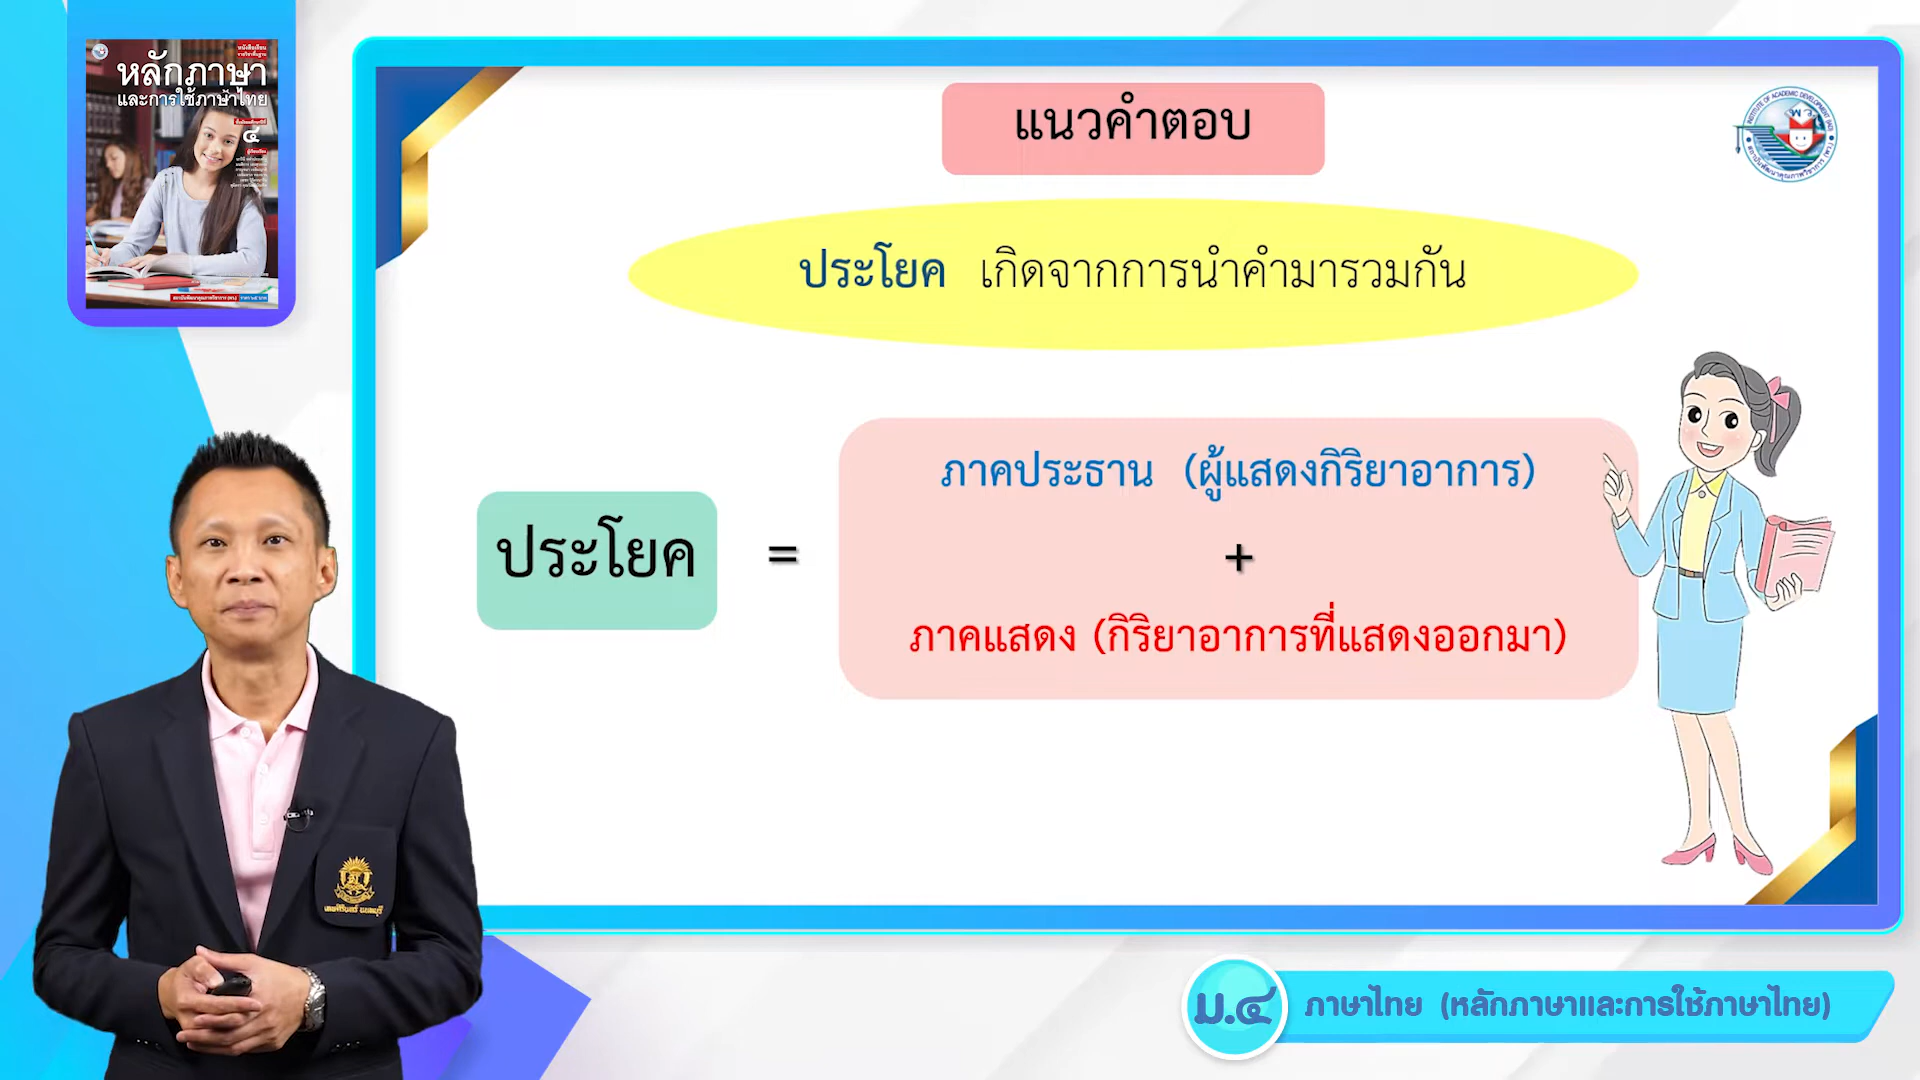 หลักภาษา
และการใช้ภาษาไทย
๔
แนวคำตอบ
ประโยค เกิดจากการนำคำมารวมกัน
ประโยค
=
ภาคประธาน (ผู้แสดงกิริยาอาการ)
+
ภาคแสดง (กิริยาอาการที่แสดงออกมา)
ม.๔
ภาษาไทย (หลักภาษาและการใช้ภาษาไทย)